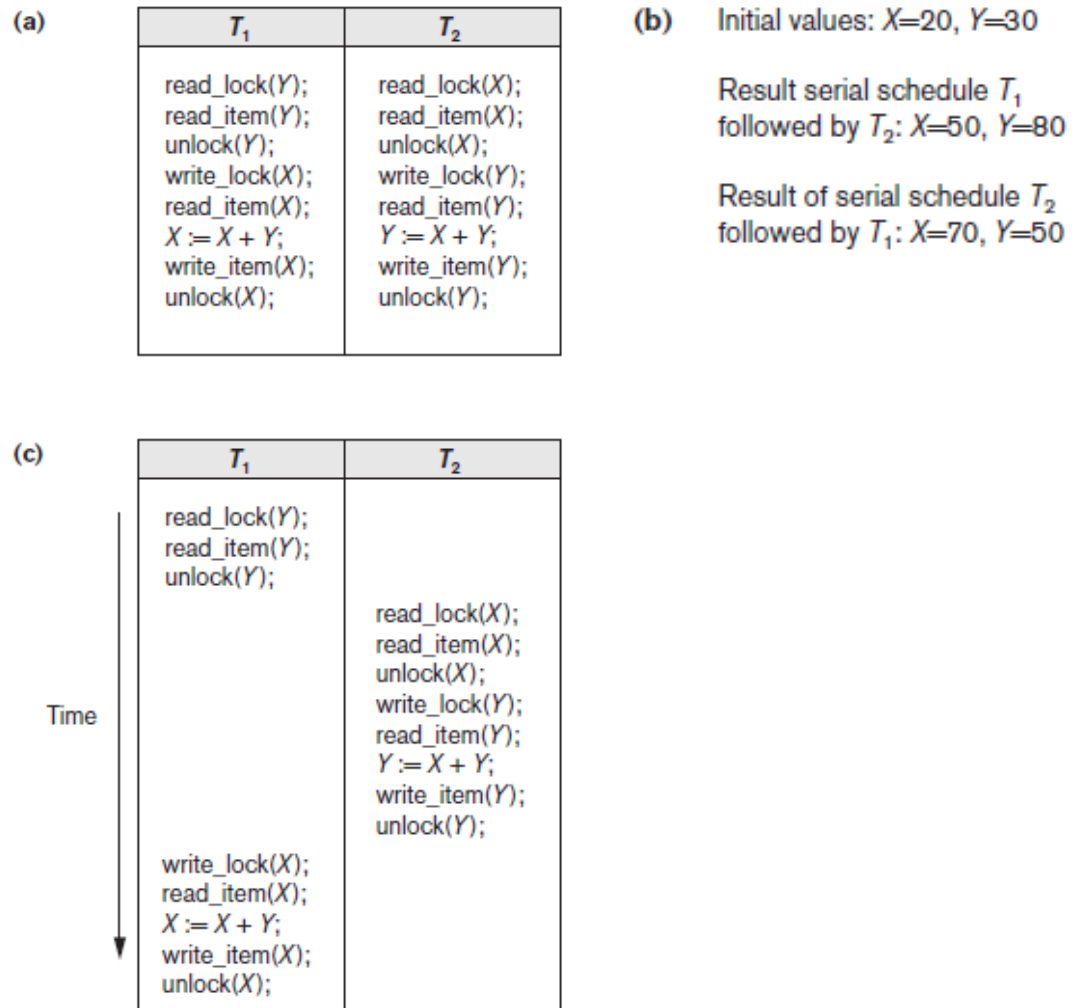 (a)
T₁ T₂
read_lock(Y); read_lock(X);
read_item(Y); read_item(X);
unlock(Y); unlock(X);
write_lock(X); write_lock(Y);
read_item(X); read_item(Y);
X := X + Y; Y := X + Y;
write_item(X); write_item(Y);
unlock(X); unlock(Y);
(b) Initial values: X=20, Y=30
Result serial schedule T₁
followed by T₂: X=50, Y=80
Result of serial schedule T₂
followed by T₁: X=70, Y=50
(c)
T₁ T₂
Time
read_lock(Y);
read_item(Y);
unlock(Y);
read_lock(X);
read_item(X);
unlock(X);
write_lock(Y);
read_item(Y);
Y := X + Y;
write_item(Y);
unlock(Y);
write_lock(X);
read_item(X);
X := X + Y;
write_item(X);
unlock(X);